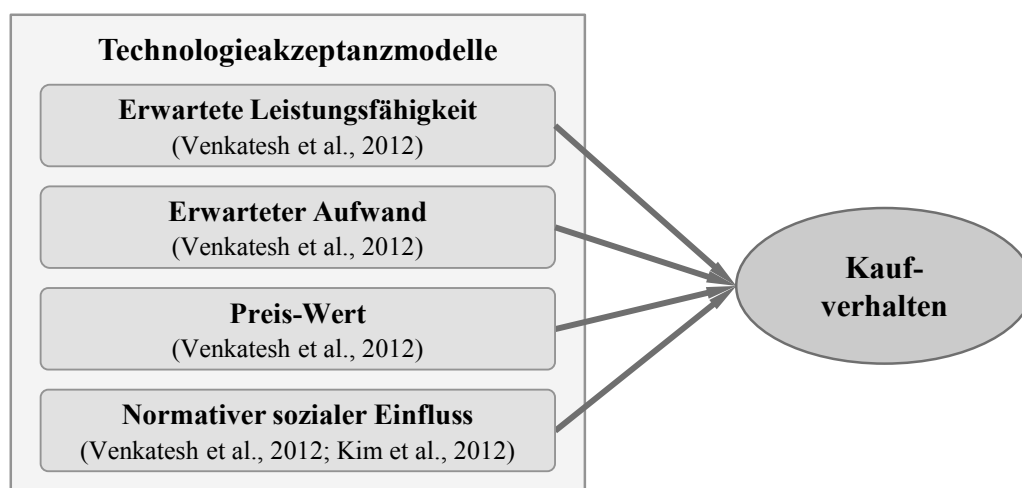 Technologieakzeptanzmodelle
Erwartete Leistungsfähigkeit
(Venkatesh et al., 2012)
Erwarteter Aufwand
(Venkatesh et al., 2012)
Preis-Wert
(Venkatesh et al., 2012)
Normativer sozialer Einfluss
(Venkatesh et al., 2012; Kim et al., 2012)
Kauf-
verhalten